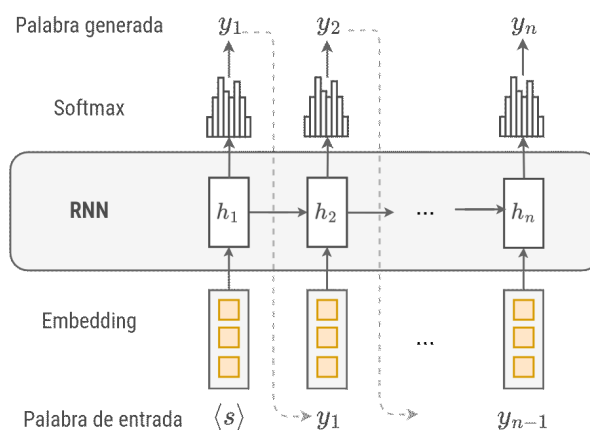 Palabra generada y₁ y₂ yₙ
Softmax
RNN h₁ h₂ ... hₙ
Embedding ...
Palabra de entrada ⟨s⟩ y₁ yₙ₋₁